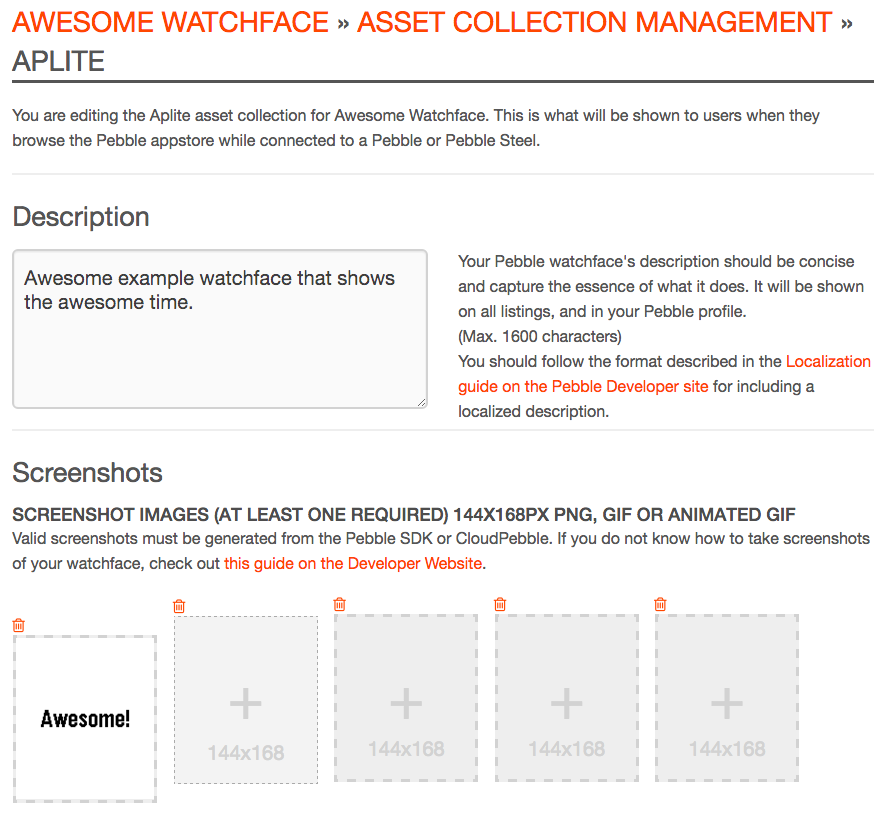 AWESOME WATCHFACE » ASSET COLLECTION MANAGEMENT »
APLITE
You are editing the Aplite asset collection for Awesome Watchface. This is what will be shown to users when they
browse the Pebble appstore while connected to a Pebble or Pebble Steel.
Description
Awesome example watchface that shows
the awesome time.
Your Pebble watchface's description should be concise
and capture the essence of what it does. It will be shown
on all listings, and in your Pebble profile.
(Max. 1600 characters)
You should follow the format described in the Localization
guide on the Pebble Developer site for including a
localized description.
Screenshots
SCREENSHOT IMAGES (AT LEAST ONE REQUIRED) 144X168PX PNG, GIF OR ANIMATED GIF
Valid screenshots must be generated from the Pebble SDK or CloudPebble. If you do not know how to take screenshots
of your watchface, check out this guide on the Developer Website.
Awesome!
144x168
144x168
144x168
144x168